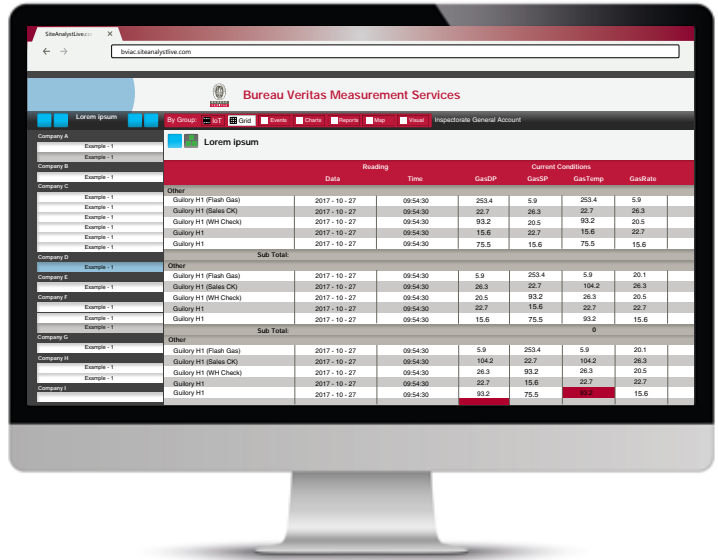 SiteAnalystLive.co: X
bviac.siteanalystlive.com
Bureau Veritas Measurement Services
Lorem ipsum
By Group: IoT Grid Events Charts Reports Map Visual Inspectorate General Account
Company A
Example - 1
Example - 1
Company B
Example - 1
Company C
Example - 1
Example - 1
Example - 1
Example - 1
Example - 1
Example - 1
Company D
Example - 1
Company E
Example - 1
Company F
Example - 1
Example - 1
Example - 1
Company G
Example - 1
Company H
Example - 1
Example - 1
Company I
Lorem ipsum
Reading Current Conditions
Data Time GasDP GasSP GasTemp GasRate
Other
Guilory H1 (Flash Gas) 2017 - 10 - 27 09:54:30 253.4 5.9 253.4 5.9
Guilory H1 (Sales CK) 2017 - 10 - 27 09:54:30 22.7 26.3 22.7 26.3
Guilory H1 (WH Check) 2017 - 10 - 27 09:54:30 93.2 20.5 93.2 20.5
Guilory H1 2017 - 10 - 27 09:54:30 15.6 22.7 15.6 22.7
Guilory H1 2017 - 10 - 27 09:54:30 75.5 15.6 75.5 15.6
Sub Total:
Other
Guilory H1 (Flash Gas) 2017 - 10 - 27 09:54:30 5.9 253.4 5.9 20.1
Guilory H1 (Sales CK) 2017 - 10 - 27 09:54:30 26.3 22.7 104.2 26.3
Guilory H1 (WH Check) 2017 - 10 - 27 09:54:30 20.5 93.2 26.3 20.5
Guilory H1 2017 - 10 - 27 09:54:30 22.7 15.6 22.7 22.7
Guilory H1 2017 - 10 - 27 09:54:30 15.6 75.5 93.2 15.6
Sub Total: 0
Other
Guilory H1 (Flash Gas) 2017 - 10 - 27 09:54:30 5.9 253.4 5.9 20.1
Guilory H1 (Sales CK) 2017 - 10 - 27 09:54:30 104.2 22.7 104.2 26.3
Guilory H1 (WH Check) 2017 - 10 - 27 09:54:30 26.3 93.2 26.3 20.5
Guilory H1 2017 - 10 - 27 09:54:30 22.7 15.6 22.7 22.7
Guilory H1 2017 - 10 - 27 09:54:30 93.2 75.5 93.2 15.6